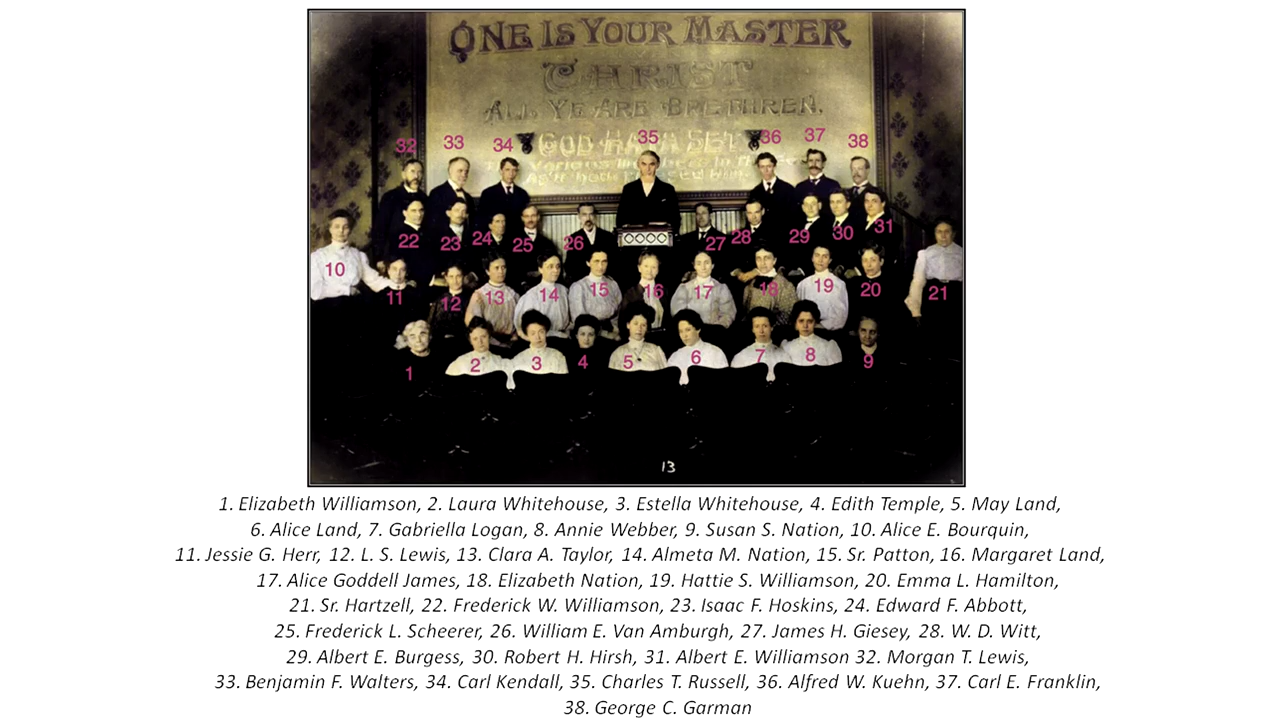 ONE IS YOUR MASTER
CHRIST
ALL YE ARE BRETHREN.
GOD HATH SET
32 33 34 35 36 37 38
22 23 24 25 26 27 28 29 30 31
10 11 12 13 14 15 16 17 18 19 20 21
1 2 3 4 5 6 7 8 9
13
1. Elizabeth Williamson, 2. Laura Whitehouse, 3. Estella Whitehouse, 4. Edith Temple, 5. May Land,
6. Alice Land, 7. Gabriella Logan, 8. Annie Webber, 9. Susan S. Nation, 10. Alice E. Bourquin,
11. Jessie G. Herr, 12. L. S. Lewis, 13. Clara A. Taylor, 14. Almeta M. Nation, 15. Sr. Patton, 16. Margaret Land,
17. Alice Goddell James, 18. Elizabeth Nation, 19. Hattie S. Williamson, 20. Emma L. Hamilton,
21. Sr. Hartzell, 22. Frederick W. Williamson, 23. Isaac F. Hoskins, 24. Edward F. Abbott,
25. Frederick L. Scheerer, 26. William E. Van Amburgh, 27. James H. Giesey, 28. W. D. Witt,
29. Albert E. Burgess, 30. Robert H. Hirsh, 31. Albert E. Williamson 32. Morgan T. Lewis,
33. Benjamin F. Walters, 34. Carl Kendall, 35. Charles T. Russell, 36. Alfred W. Kuehn, 37. Carl E. Franklin,
38. George C. Garman